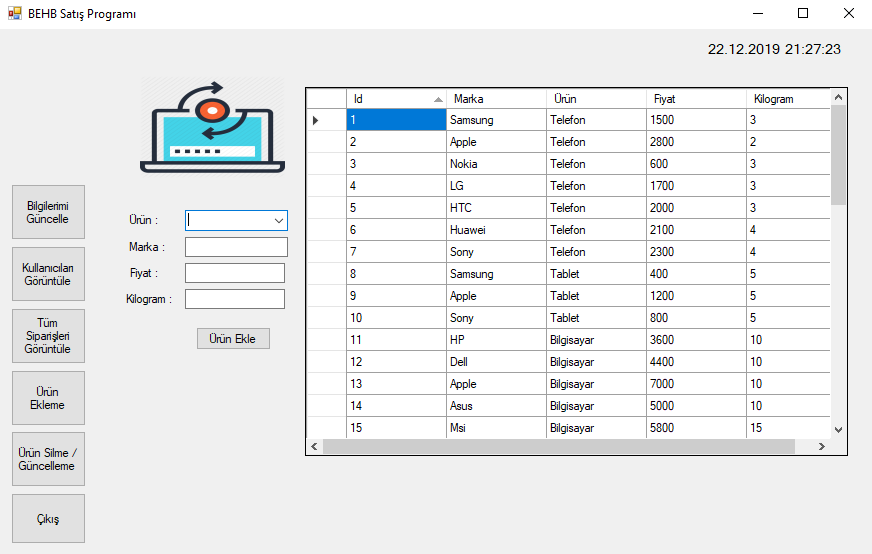 BEHB Satış Programı
22.12.2019 21:27:23
Bilgilerimi
Güncelle
Kullanıcıları
Görüntüle
Tüm
Siparişleri
Görüntüle
Ürün
Ekleme
Ürün Silme /
Güncelleme
Çıkış
Ürün :
Marka :
Fiyat :
Kilogram :
Ürün Ekle
Id Marka Ürün Fiyat Kilogram
1 Samsung Telefon 1500 3
2 Apple Telefon 2800 2
3 Nokia Telefon 600 3
4 LG Telefon 1700 3
5 HTC Telefon 2000 3
6 Huawei Telefon 2100 4
7 Sony Telefon 2300 4
8 Samsung Tablet 400 5
9 Apple Tablet 1200 5
10 Sony Tablet 800 5
11 HP Bilgisayar 3600 10
12 Dell Bilgisayar 4400 10
13 Apple Bilgisayar 7000 10
14 Asus Bilgisayar 5000 10
15 Msi Bilgisayar 5800 15